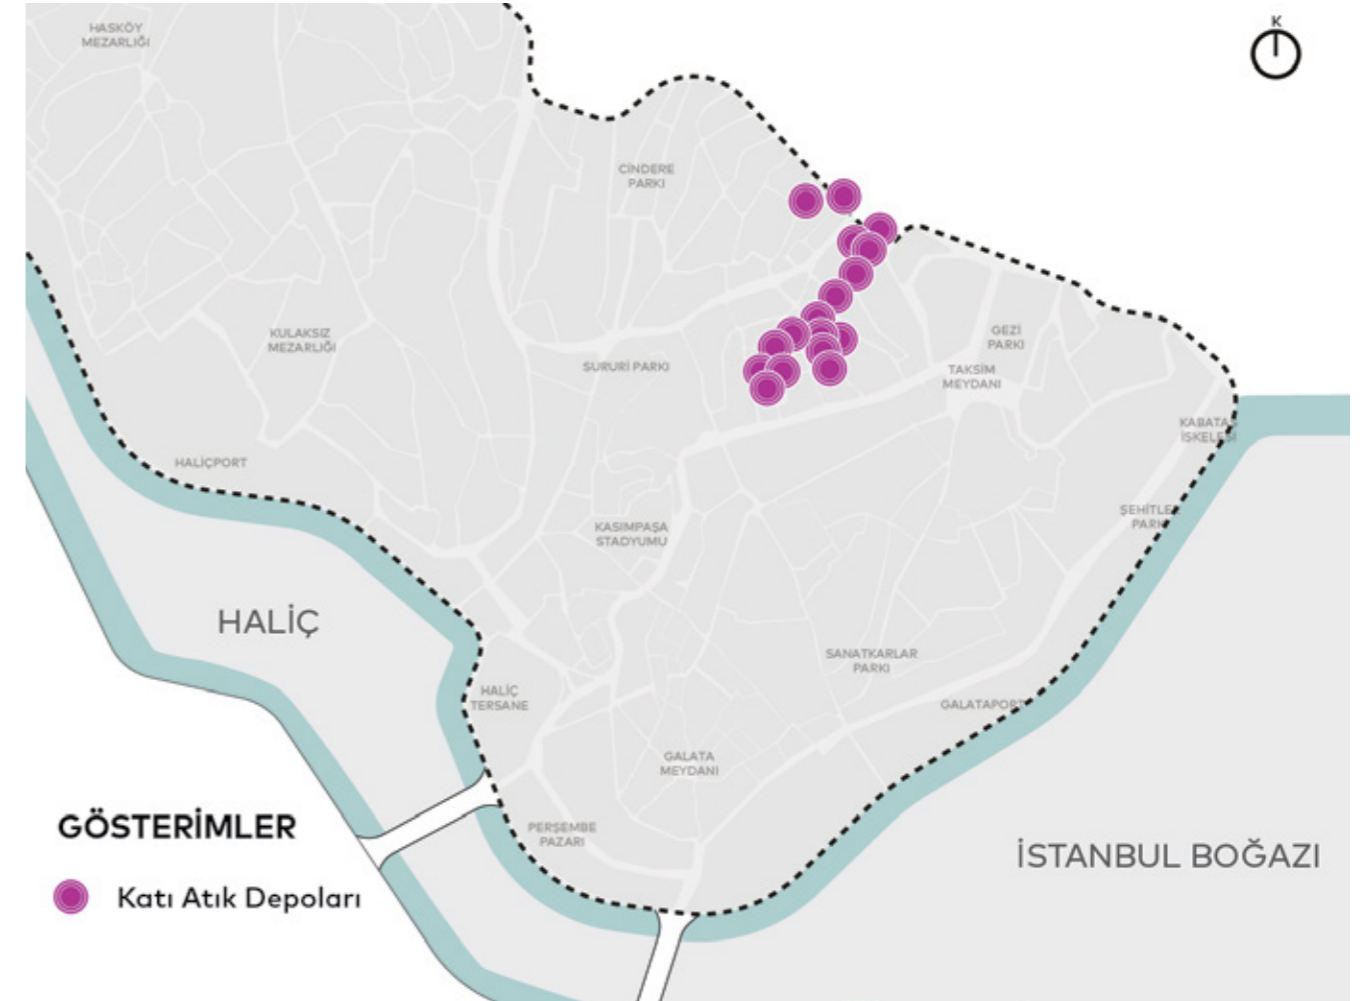 HASKÖY
MEZARLIĞI
K
CİNDERE
PARKI
KULAKSIZ
MEZARLIĞI
SURURI PARKI
GEZİ
PARKI
TAKSİM
MEYDANI
KABATAŞ
İSKELESİ
HALİÇPORT
ŞEHİTLER
PARKI
KASIMPAŞA
STADYUMU
HALİÇ
SANATKARLAR
PARKI
HALİÇ
TERSANE
GALATAPORT
GALATA
MEYDANI
GÖSTERİMLER
PERŞEMBE
PAZARI
İSTANBUL BOĞAZI
Katı Atık Depoları